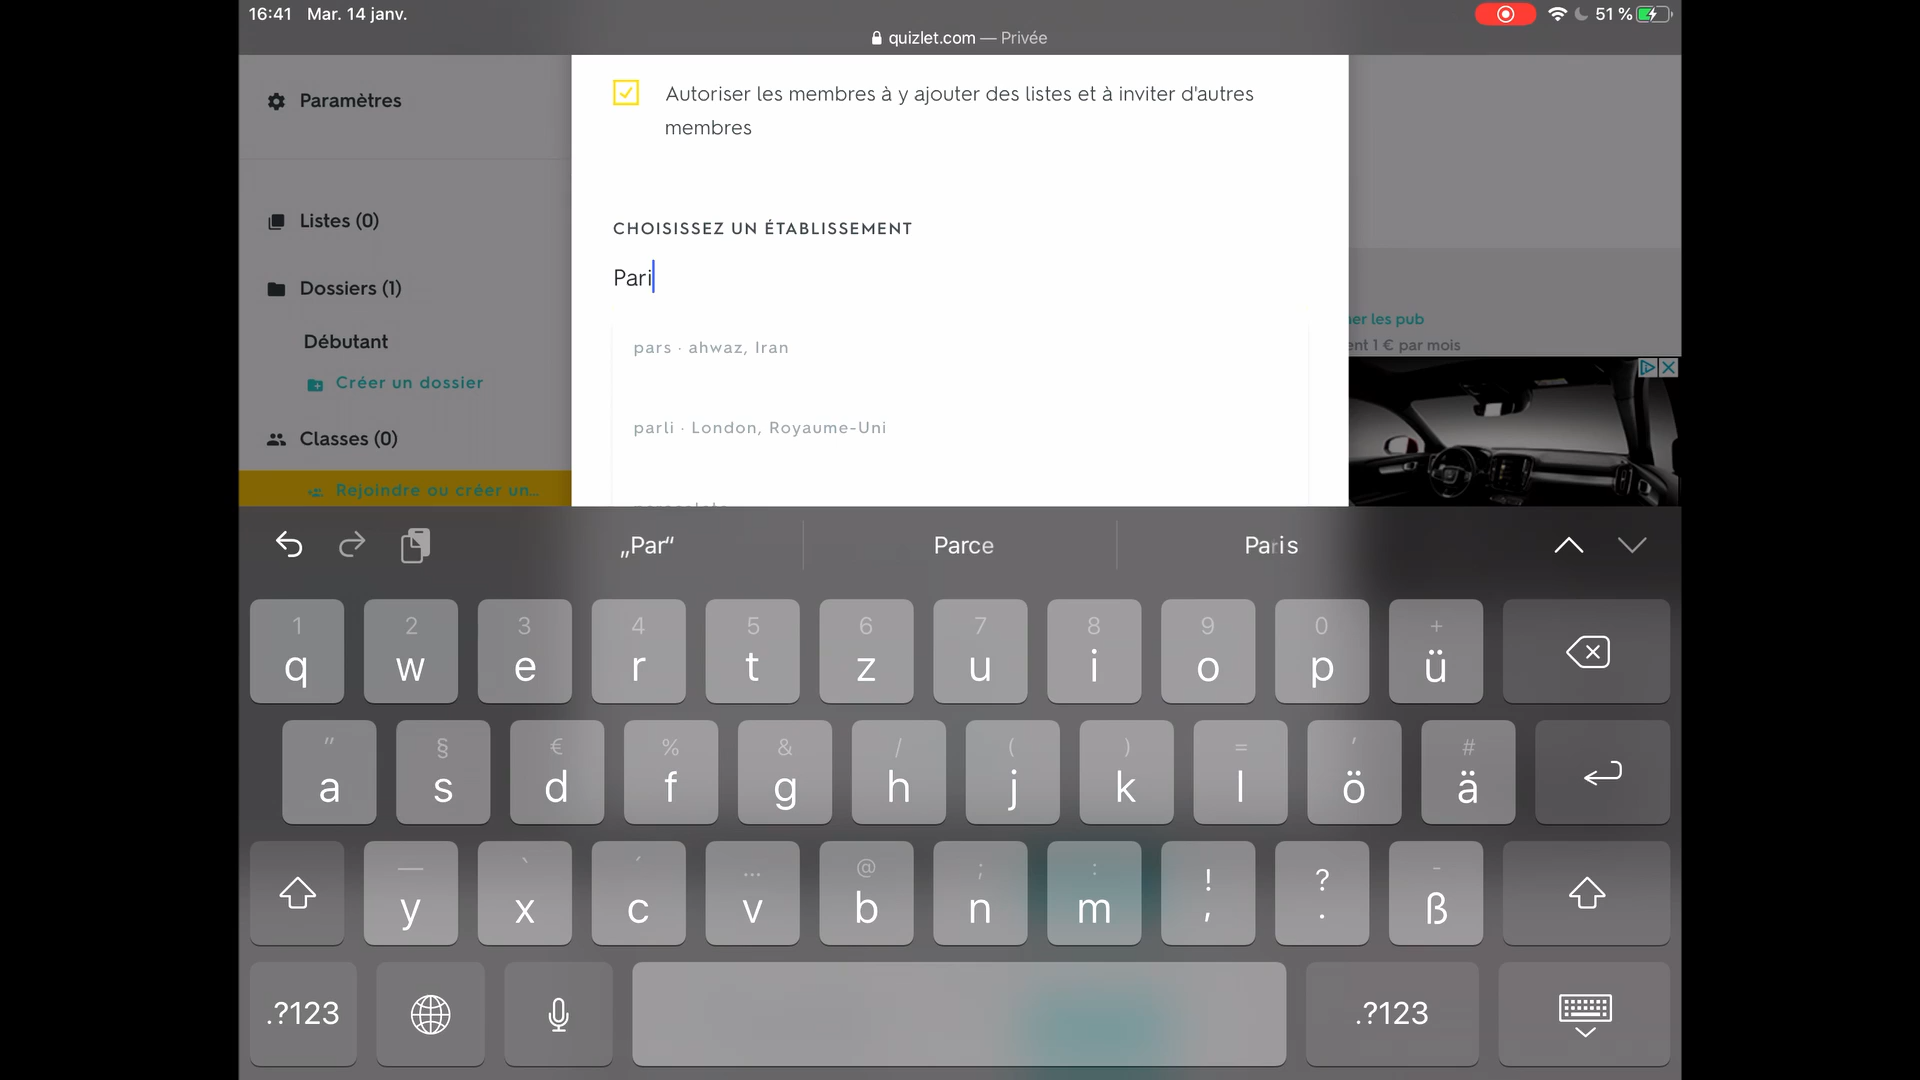 16:41 Mar. 14 janv.
51 %
quizlet.com — Privée
Paramètres
Listes (0)
Dossiers (1)
Débutant
Créer un dossier
Classes (0)
Rejoindre ou créer un...
Autoriser les membres à y ajouter des listes et à inviter d'autres
membres
CHOISISSEZ UN ÉTABLISSEMENT
Pari
pars · ahwaz, Iran
parli · London, Royaume-Uni
er les pub
ent 1 € par mois
„Par“ Parce Paris
1 2 3 4 5 6 7 8 9 0 +
q w e r t z u i o p ü
" § € % & / ( ) = ' #
a s d f g h j k l ö ä
— ` ´ ... @ ; : ! ? -
y x c v b n m , . ß
.?123 .?123